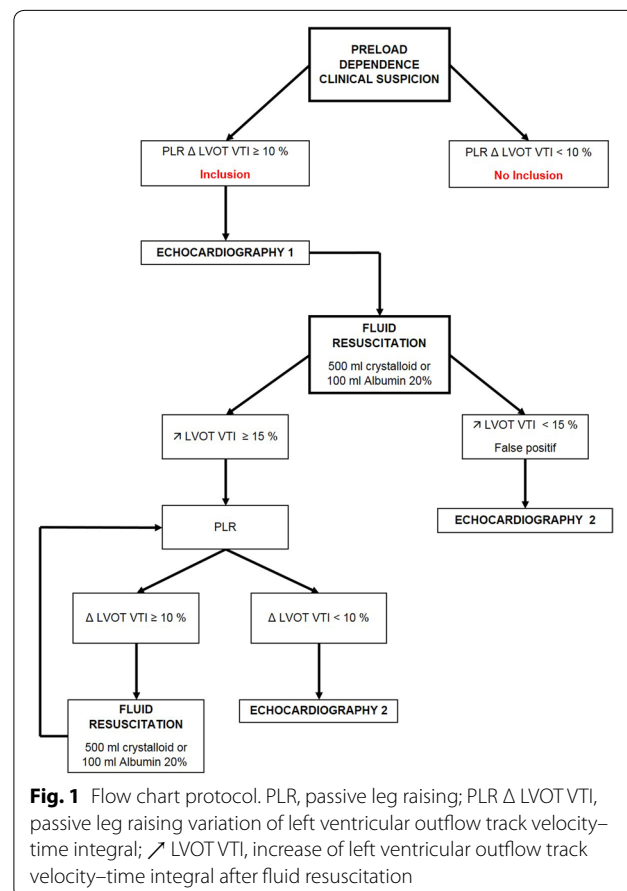 PRELOAD
DEPENDENCE
CLINICAL SUSPICION
PLR Δ LVOT VTI ≥ 10 %
Inclusion
PLR Δ LVOT VTI < 10 %
No Inclusion
ECHOCARDIOGRAPHY 1
FLUID
RESUSCITATION
500 ml crystalloid or
100 ml Albumin 20%
↗ LVOT VTI ≥ 15 %
↗ LVOT VTI < 15 %
False positif
PLR
ECHOCARDIOGRAPHY 2
Δ LVOT VTI ≥ 10 %
Δ LVOT VTI < 10 %
FLUID
RESUSCITATION
500 ml crystalloid or
100 ml Albumin 20%
ECHOCARDIOGRAPHY 2
Fig. 1 Flow chart protocol. PLR, passive leg raising; PLR Δ LVOT VTI,
passive leg raising variation of left ventricular outflow track velocity–
time integral; ↗ LVOT VTI, increase of left ventricular outflow track
velocity–time integral after fluid resuscitation